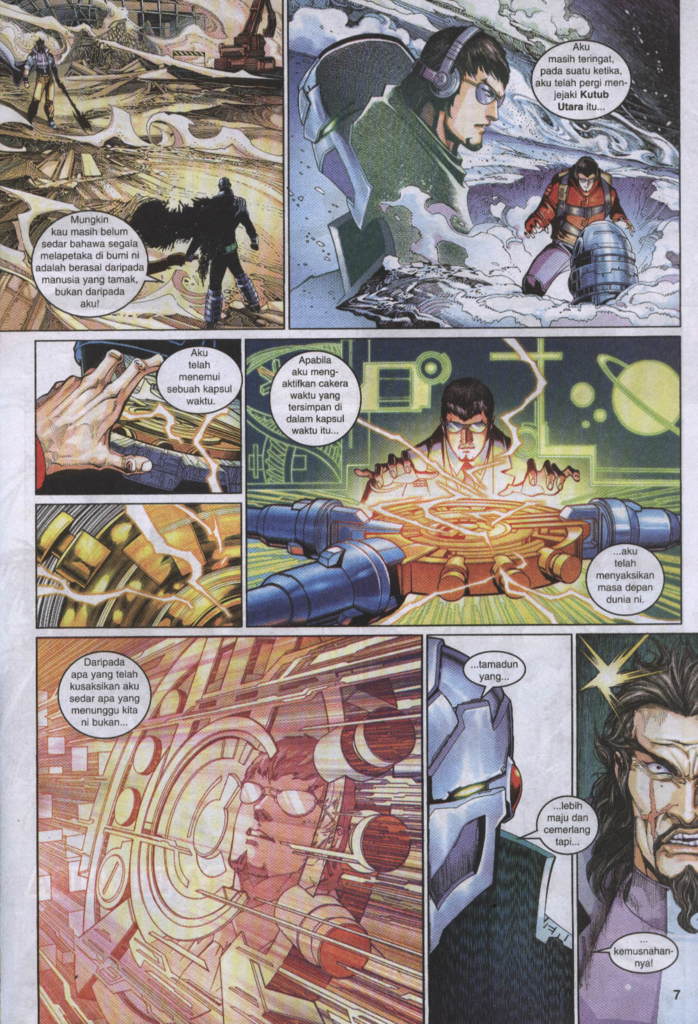 Mungkin
kau masih belum
sedar bahawa segala
melapetaka di bumi ni
adalah berasal daripada
manusia yang tamak,
bukan daripada
aku!
Aku
masih teringat,
pada suatu ketika,
aku telah pergi men-
jejaki Kutub
Utara itu...
Aku
telah
menemui
sebuah kapsul
waktu.
Apabila
aku meng-
aktifkan cakera
waktu yang
tersimpan di
dalam kapsul
waktu itu...
...aku
telah
menyaksikan
masa depan
dunia ni.
Daripada
apa yang telah
kusaksikan aku
sedar apa yang
menunggu kita
ni bukan...
...tamadun
yang...
...lebih
maju dan
cemerlang
tapi...
...
kemusnahan-
nya!
7